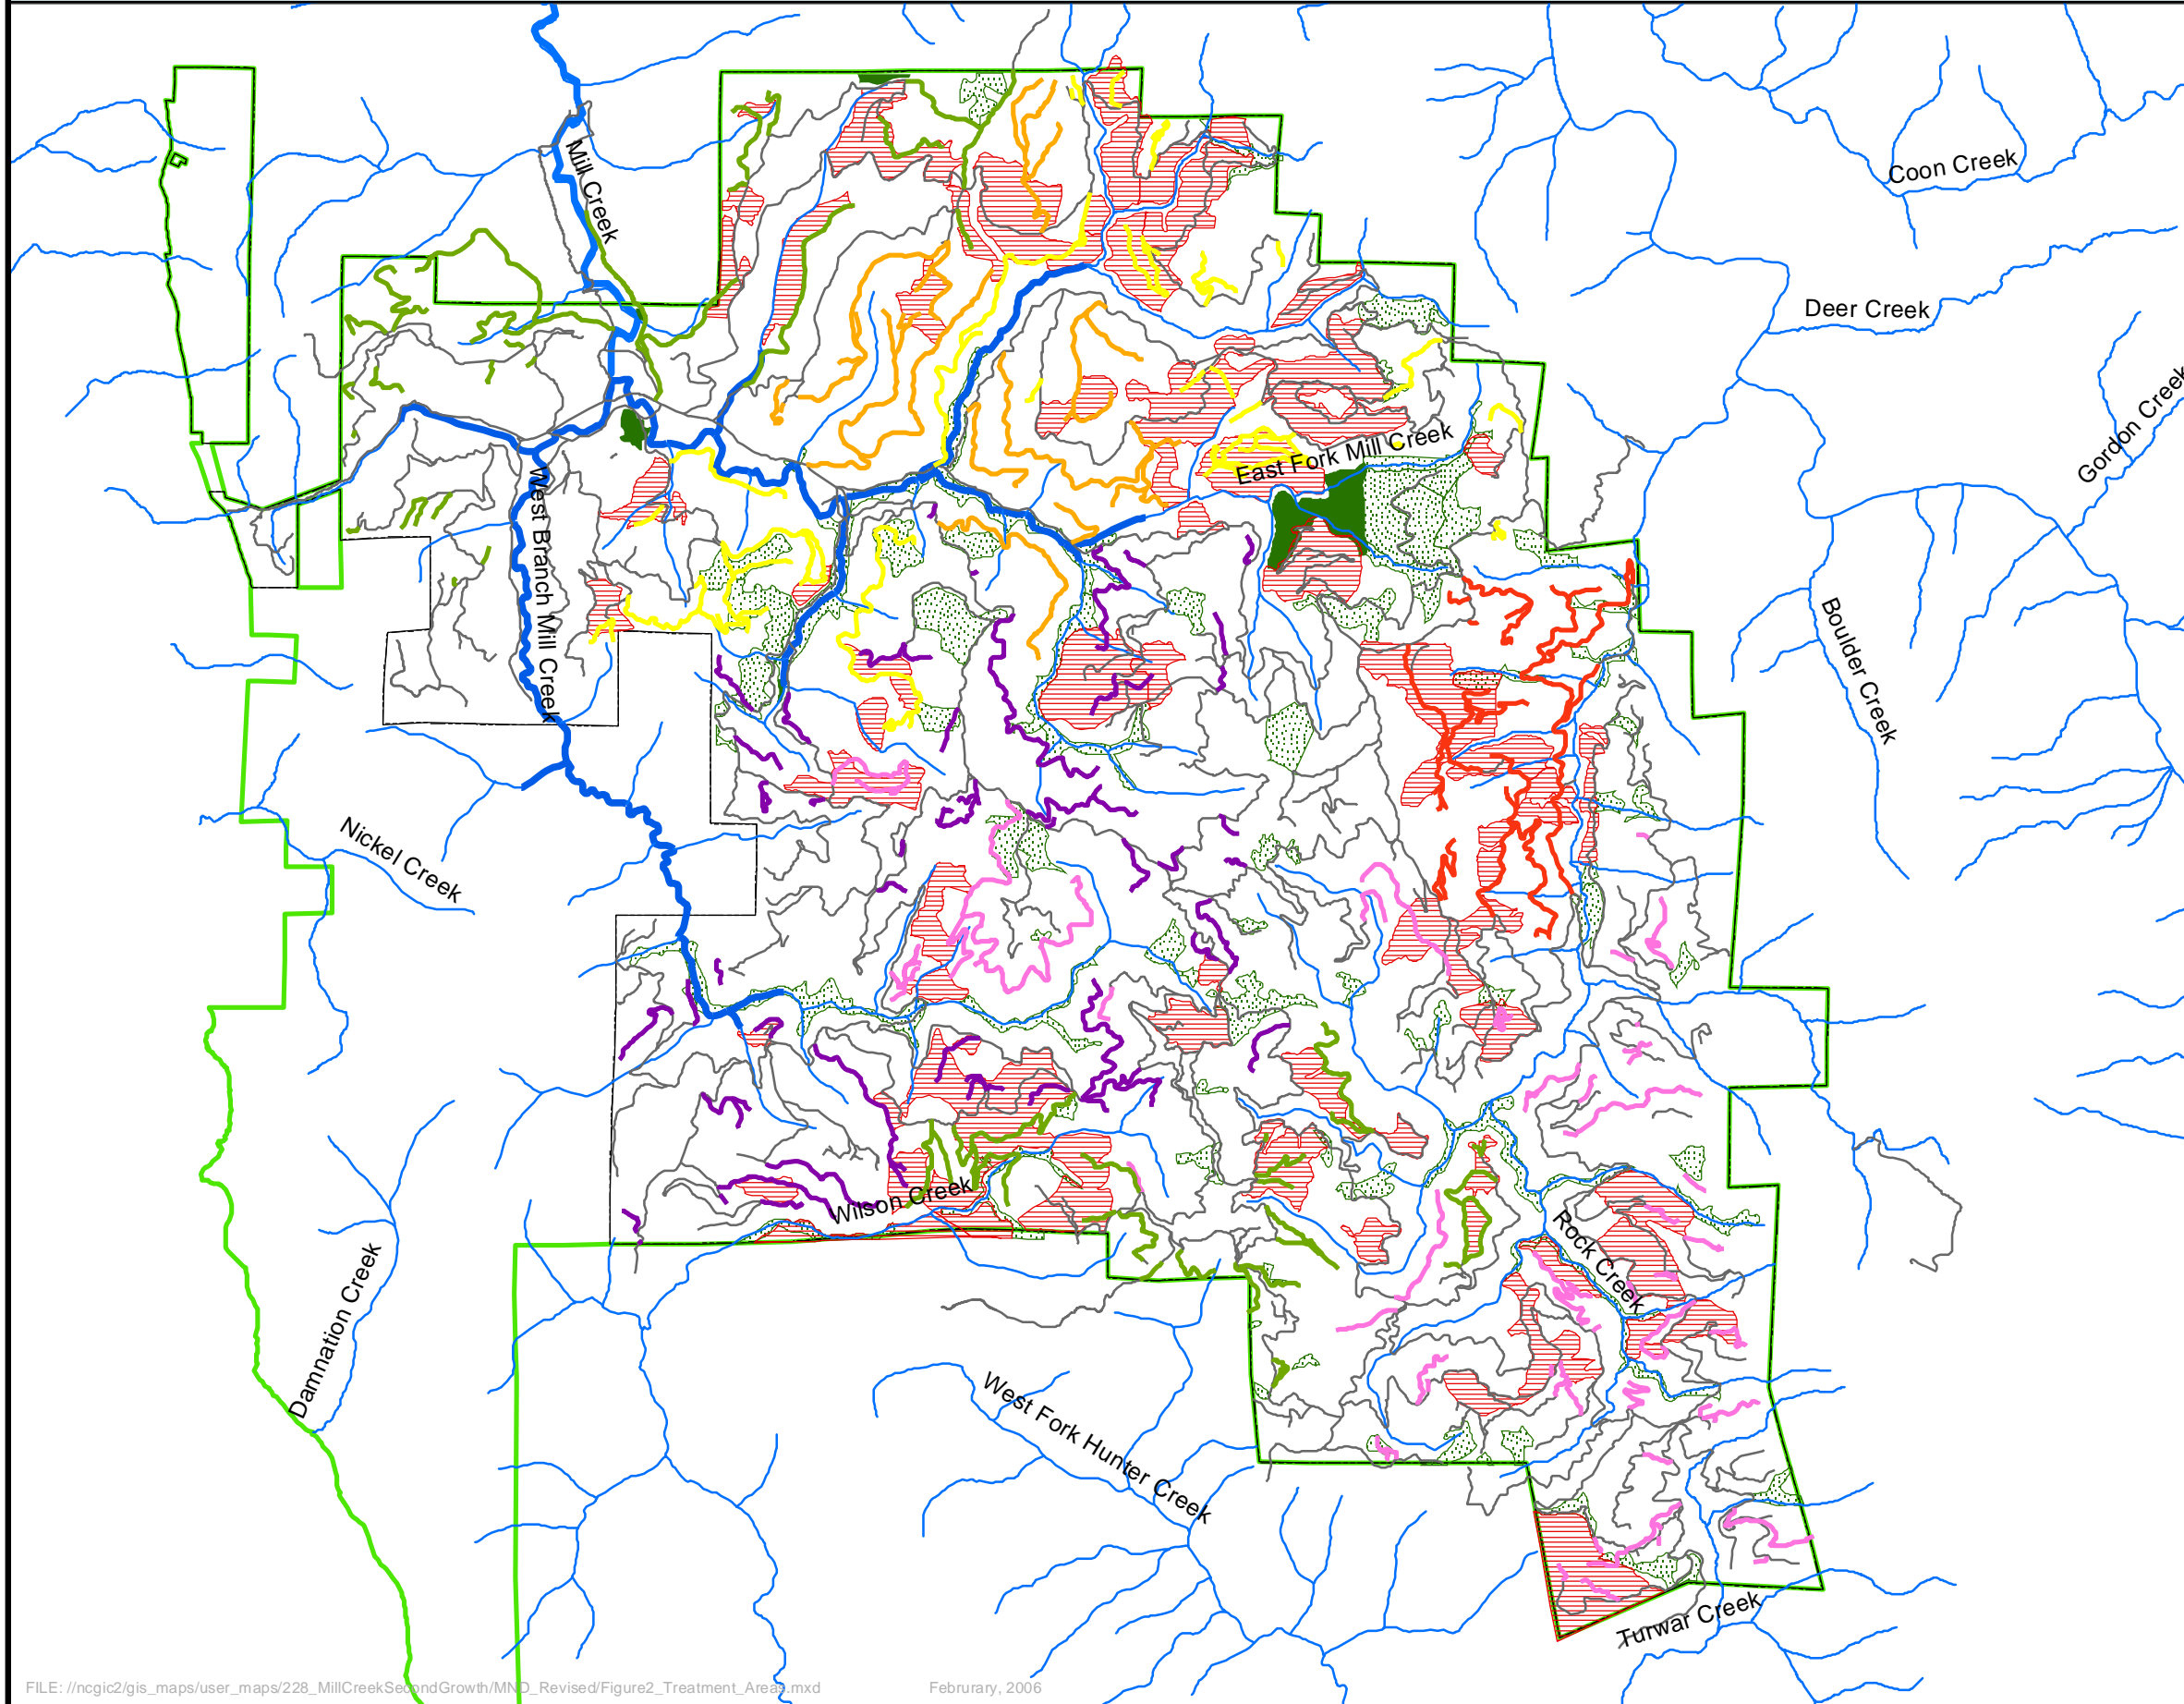 Mill Creek
Coon Creek
Deer Creek
Gordon Creek
East Fork Mill Creek
West Branch Mill Creek
Boulder Creek
Nickel Creek
Wilson Creek
Rock Creek
Damnation Creek
West Fork Hunter Creek
Turwar Creek
FILE: //ncgic2/gis_maps/user_maps/228_MillCreekSecondGrowth/MND_Revised/Figure2_Treatment_Areas.mxd
Februrary, 2006